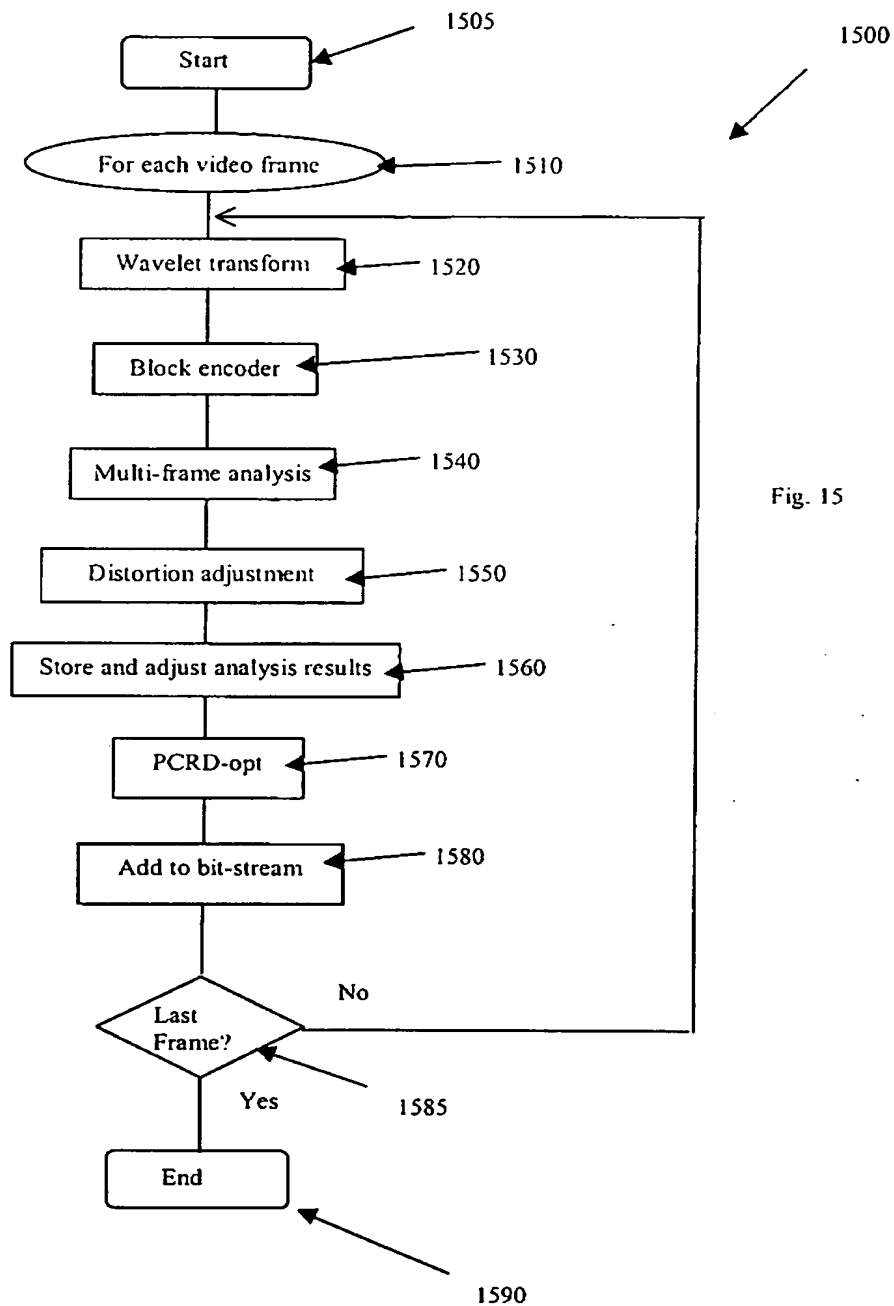 1505
1500
Start
For each video frame
1510
Wavelet transform
1520
Block encoder
1530
Multi-frame analysis
1540
Fig. 15
Distortion adjustment
1550
Store and adjust analysis results
1560
PCRD-opt
1570
Add to bit-stream
1580
No
Last
Frame?
Yes
1585
End
1590